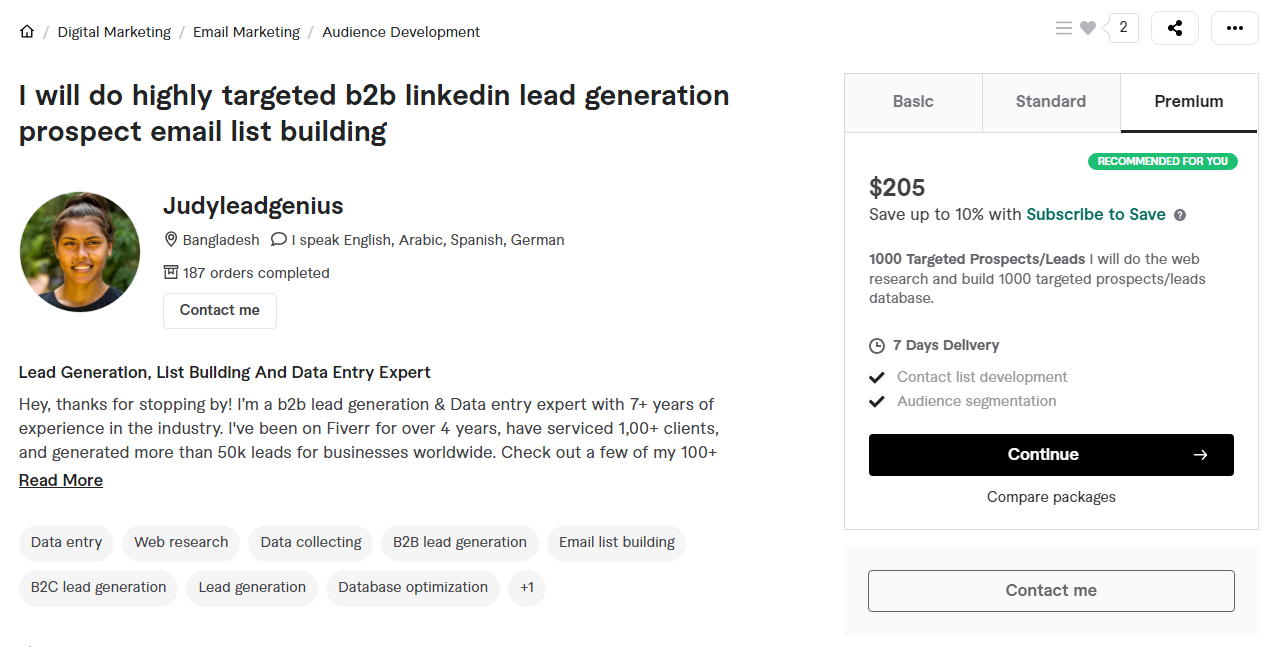 / Digital Marketing / Email Marketing / Audience Development
2
I will do highly targeted b2b linkedin lead generation
prospect email list building
Judyleadgenius
Bangladesh I speak English, Arabic, Spanish, German
187 orders completed
Contact me
Lead Generation, List Building And Data Entry Expert
Hey, thanks for stopping by! I'm a b2b lead generation & Data entry expert with 7+ years of
experience in the industry. I've been on Fiverr for over 4 years, have serviced 1,00+ clients,
and generated more than 50k leads for businesses worldwide. Check out a few of my 100+
Read More
Data entry Web research Data collecting B2B lead generation Email list building
B2C lead generation Lead generation Database optimization +1
Basic Standard Premium
RECOMMENDED FOR YOU
$205
Save up to 10% with Subscribe to Save ?
1000 Targeted Prospects/Leads I will do the web
research and build 1000 targeted prospects/leads
database.
7 Days Delivery
Contact list development
Audience segmentation
Continue →
Compare packages
Contact me